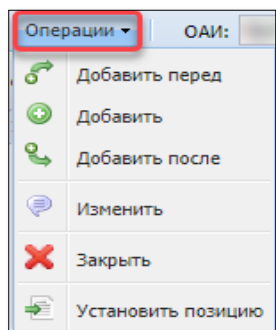 Операции ОАИ:
Добавить перед
Добавить
Добавить после
Изменить
Закрыть
Установить позицию